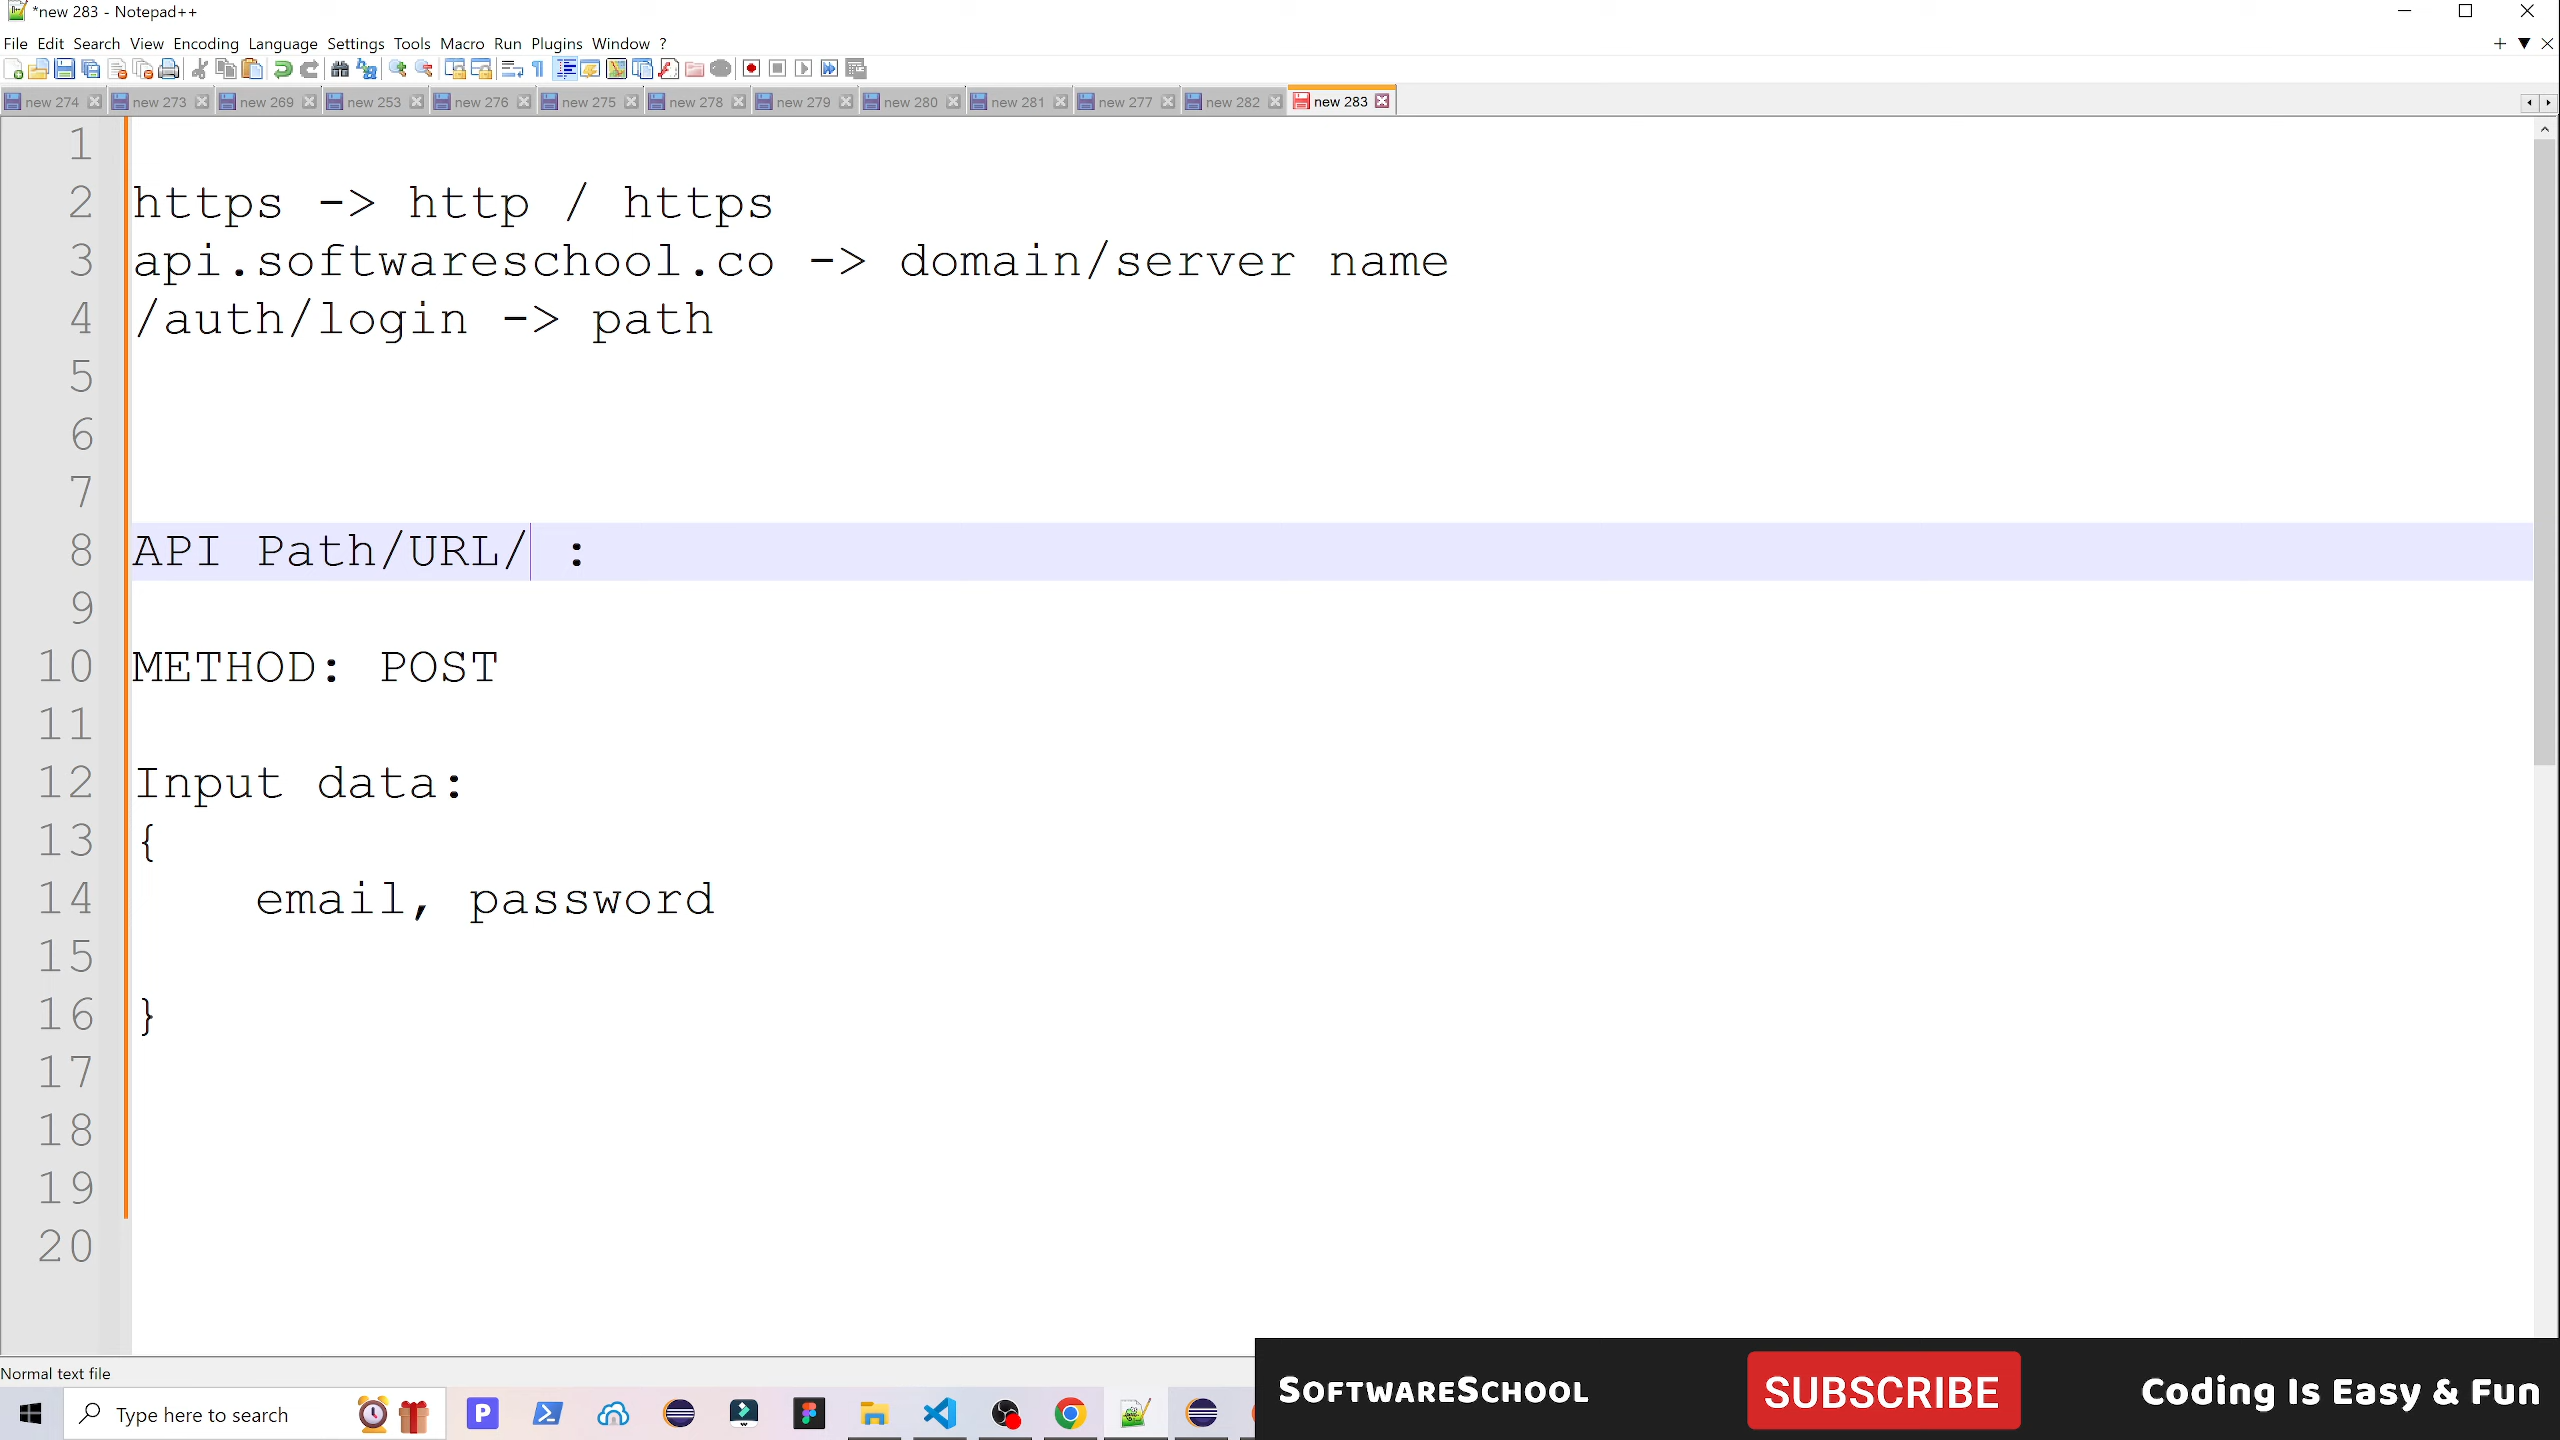 *new 283 - Notepad++
File Edit Search View Encoding Language Settings Tools Macro Run Plugins Window ?
new 274 new 273 new 269 new 253 new 276 new 275 new 278 new 279 new 280 new 281 new 277 new 282 new 283
1
2 https -> http / https
3 api.softwareschool.co -> domain/server name
4 /auth/login -> path
5
6
7
8 API Path/URL/ :
9
10 METHOD: POST
11
12 Input data:
13 {
14 email, password
15
16 }
17
18
19
20
Normal text file
Type here to search
SOFTWARESCHOOL
SUBSCRIBE
Coding Is Easy & Fun